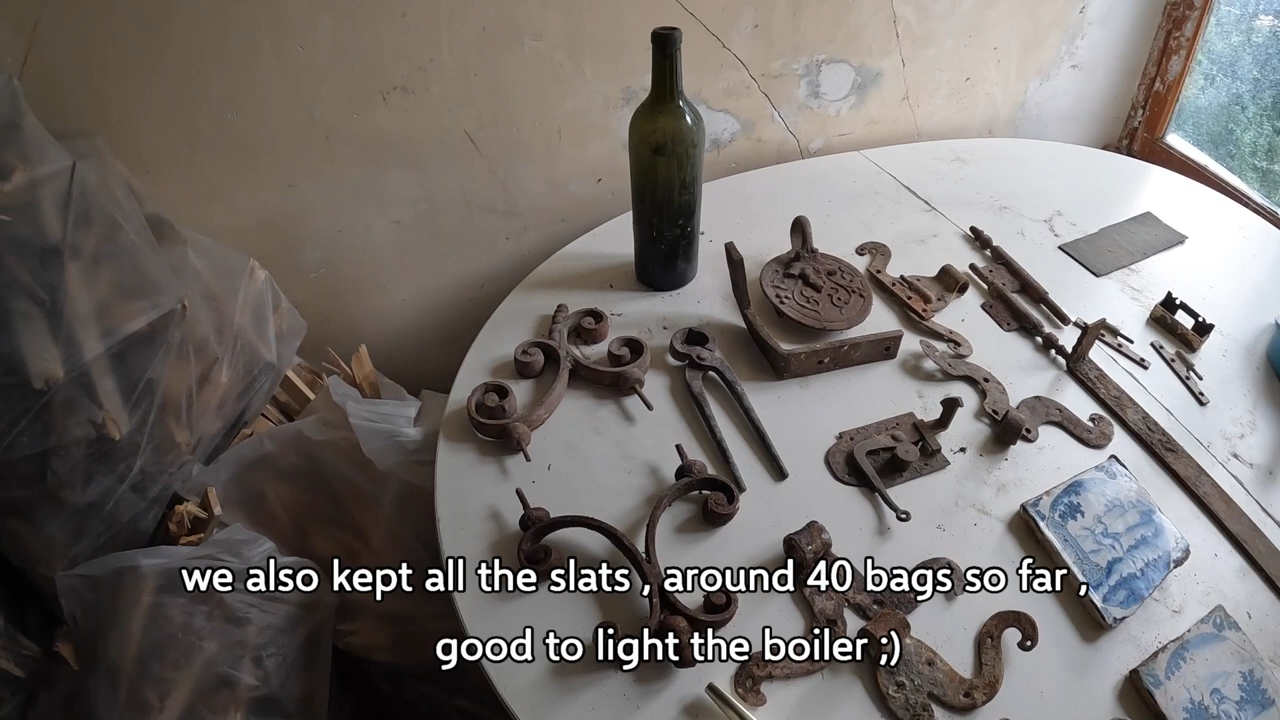 we also kept all the slats , around 40 bags so far ,
good to light the boiler ;)